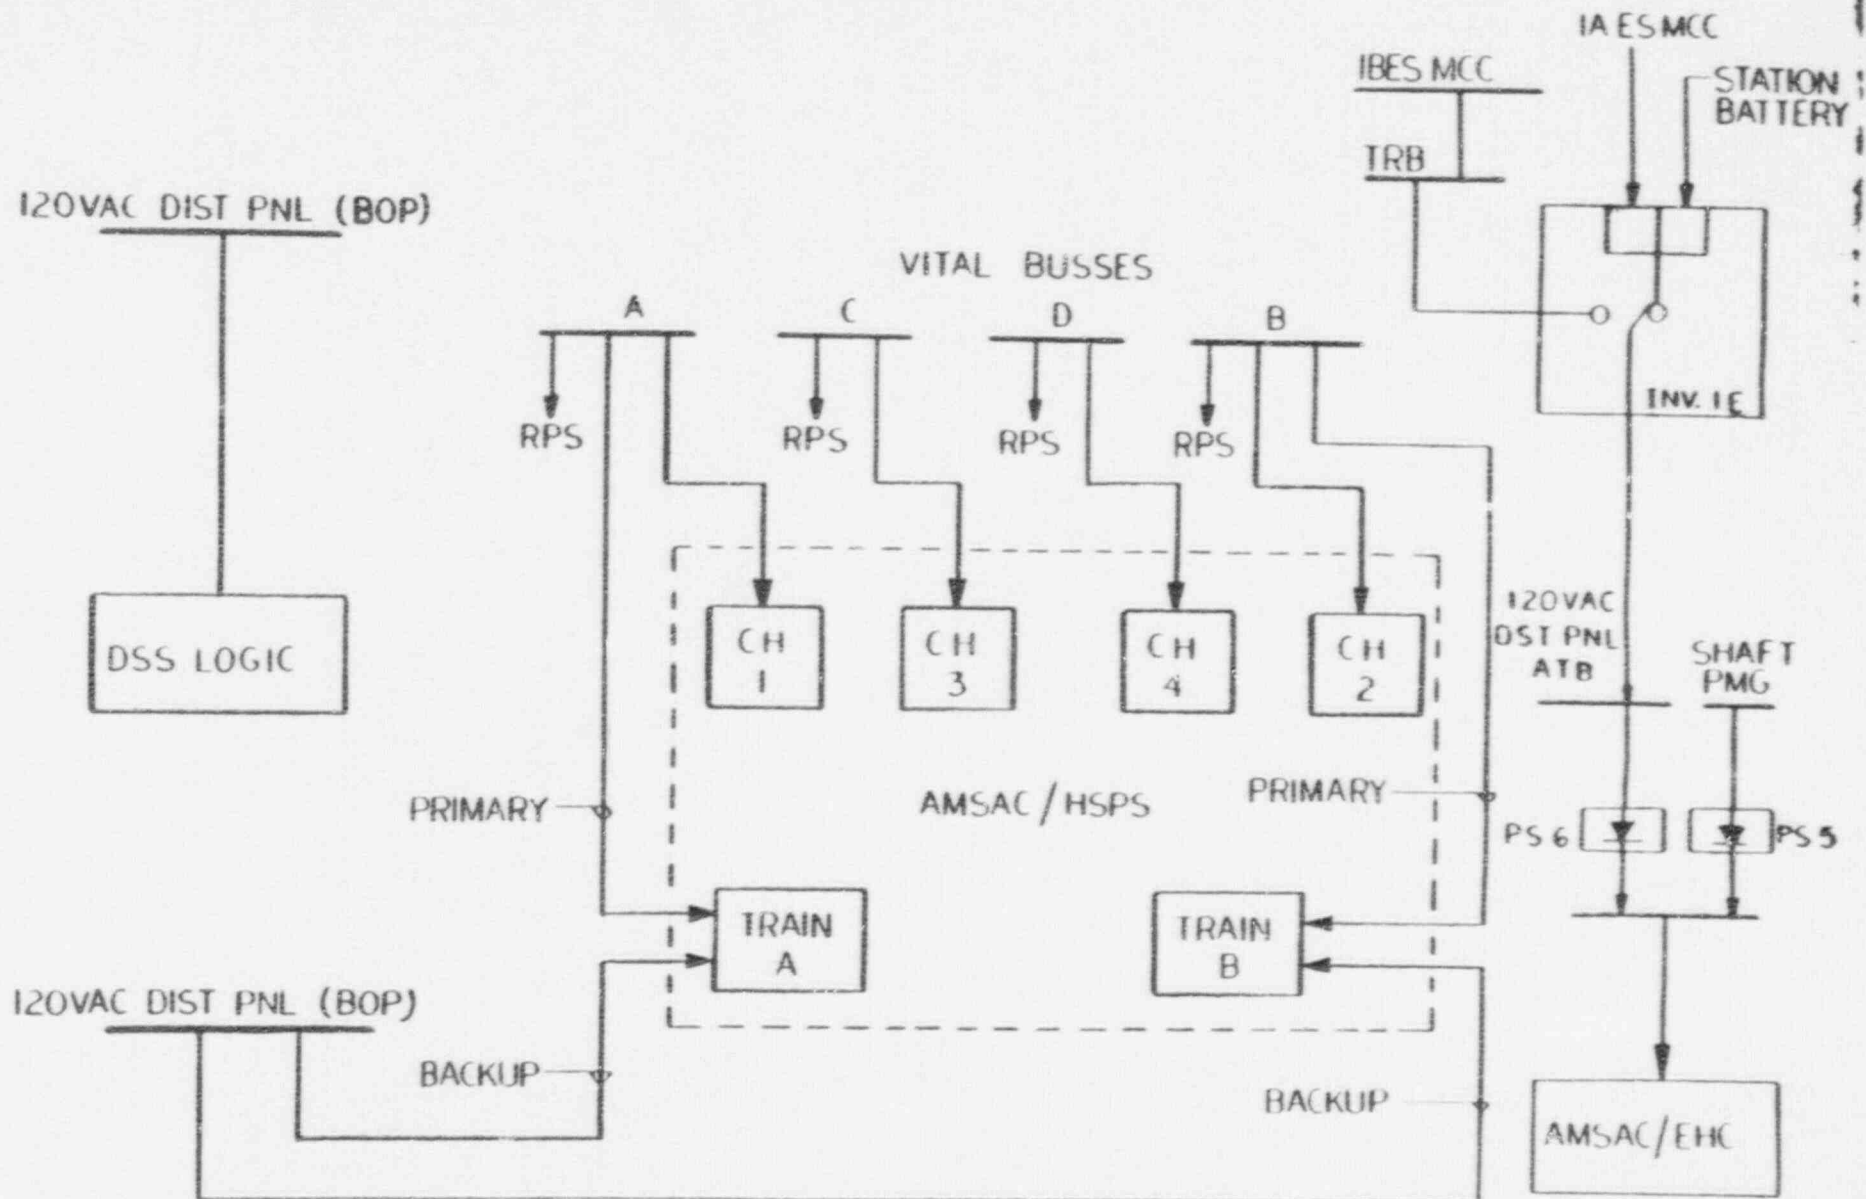 1A ES MCC
1BES MCC
STATION
BATTERY
TRB
120VAC DIST PNL (BOP)
VITAL BUSSES
A
C
D
B
INV. 1E
RPS
RPS
RPS
RPS
120VAC
DST PNL
ATB
DSS LOGIC
CH
1
CH
3
CH
4
CH
2
SHAFT
PMG
PRIMARY
AMSAC/HSPS
PRIMARY
PS 6
PS 5
TRAIN
A
TRAIN
B
120VAC DIST PNL (BOP)
BACKUP
BACKUP
AMSAC/EHC